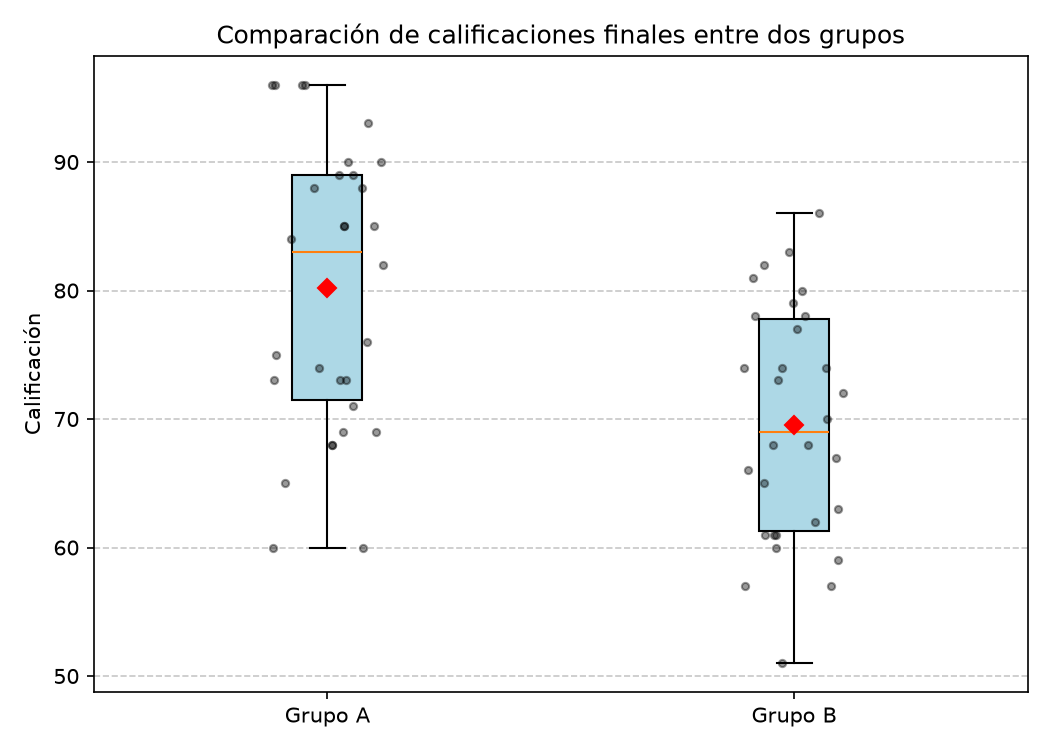 Comparación de calificaciones finales entre dos grupos
Calificación
90
80
70
60
50
Grupo A
Grupo B